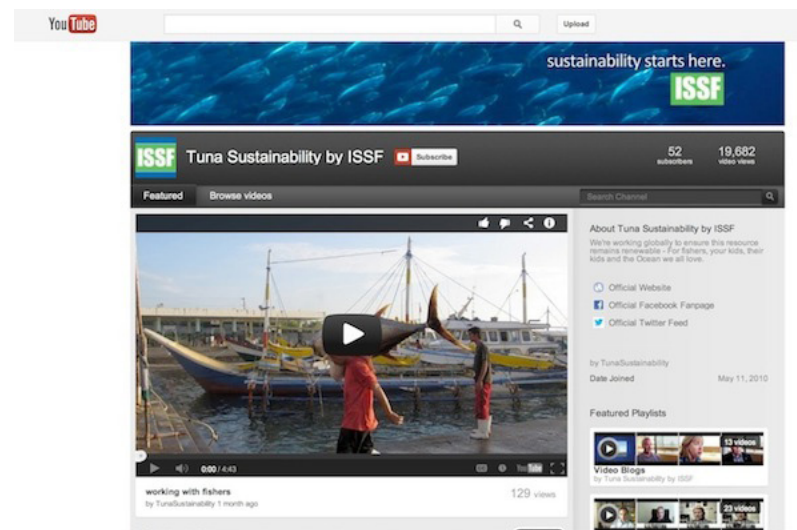 YouTube
Upload
sustainability starts here.
ISSF
ISSF
Tuna Sustainability by ISSF
Subscribe
52
subscribers
19,682
video views
Featured
Browse videos
Search Channel
About Tuna Sustainability by ISSF
We're working globally to ensure this resource
remains renewable - For fishers, your kids, their
kids and the Ocean we all love.
Official Website
Official Facebook Fanpage
Official Twitter Feed
by TunaSustainability
Date Joined May 11, 2010
Featured Playlists
13 videos
Video Blogs
by Tuna Sustainability by ISSF
23 videos
0:00 / 4:43
CC
YouTube
working with fishers
by TunaSustainability 1 month ago
129 views